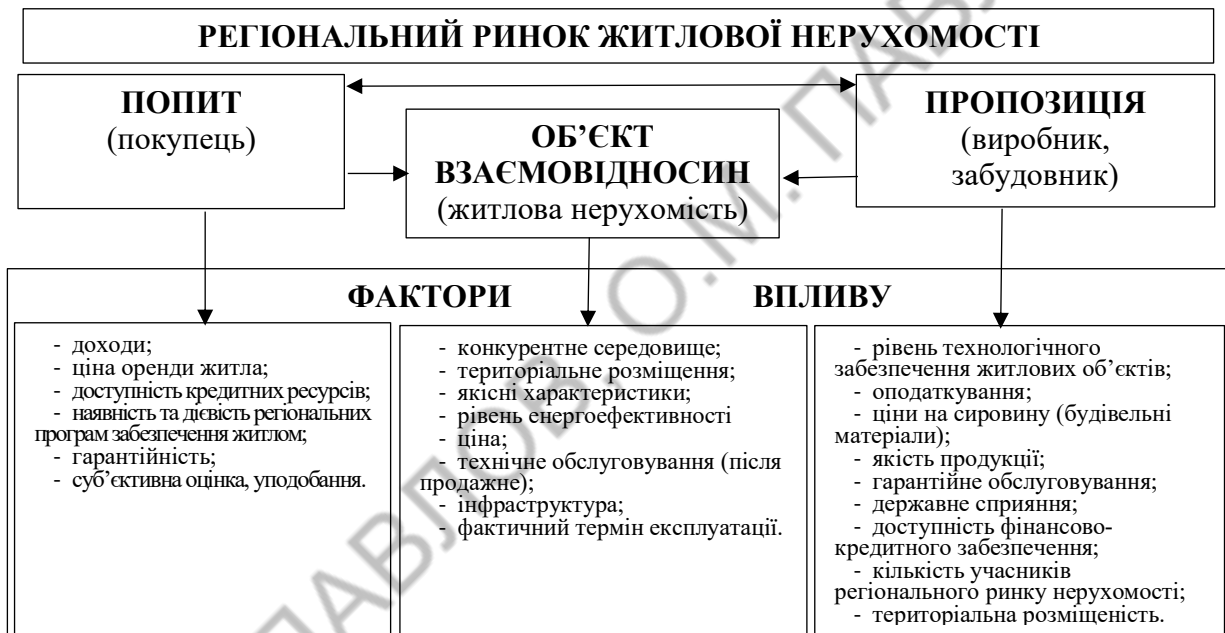 РЕГІОНАЛЬНИЙ РИНОК ЖИТЛОВОЇ НЕРУХОМОСТІ
ПОПИТ
(покупець)
ОБ’ЄКТ
ВЗАЄМОВІДНОСИН
(житлова нерухомість)
ПРОПОЗИЦІЯ
(виробник,
забудовник)
ФАКТОРИ ВПЛИВУ
- доходи;
- ціна оренди житла;
- доступність кредитних ресурсів;
- наявність та дієвість регіональних
програм забезпечення житлом;
- гарантійність;
- суб’єктивна оцінка, уподобання.
- конкурентне середовище;
- територіальне розміщення;
- якісні характеристики;
- рівень енергоефективності
- ціна;
- технічне обслуговування (після
продажне);
- інфраструктура;
- фактичний термін експлуатації.
- рівень технологічного
забезпечення житлових об’єктів;
- оподаткування;
- ціни на сировину (будівельні
матеріали);
- якість продукції;
- гарантійне обслуговування;
- державне сприяння;
- доступність фінансово-
кредитного забезпечення;
- кількість учасників
регіонального ринку нерухомості;
- територіальна розміщеність.
ПАВЛОВ, О.М. ПАВЛ